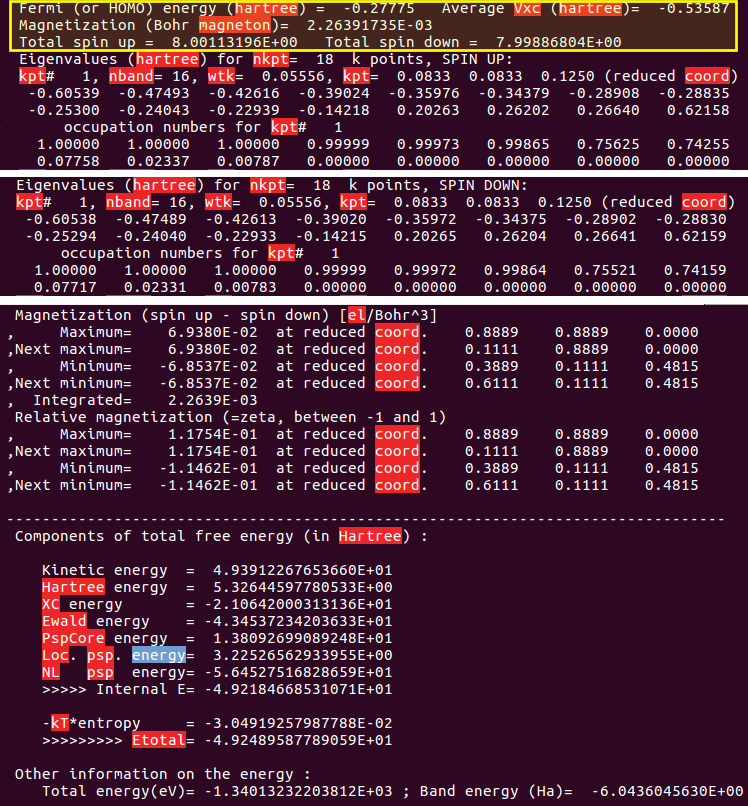 Fermi (or HOMO) energy (hartree) = -0.27775 Average Vxc (hartree)= -0.53587
Magnetization (Bohr magneton)= 2.26391735E-03
Total spin up = 8.00113196E+00 Total spin down = 7.99886804E+00
Eigenvalues (hartree) for nkpt= 18 k points, SPIN UP:
kpt# 1, nband= 16, wtk= 0.05556, kpt= 0.0833 0.0833 0.1250 (reduced coord)
-0.60539 -0.47493 -0.42616 -0.39024 -0.35976 -0.34379 -0.28908 -0.28835
-0.25300 -0.24043 -0.22939 -0.14218 0.20263 0.26202 0.26640 0.62158
occupation numbers for kpt# 1
1.00000 1.00000 1.00000 0.99999 0.99973 0.99865 0.75625 0.74255
0.07758 0.02337 0.00787 0.00000 0.00000 0.00000 0.00000 0.00000
Eigenvalues (hartree) for nkpt= 18 k points, SPIN DOWN:
kpt# 1, nband= 16, wtk= 0.05556, kpt= 0.0833 0.0833 0.1250 (reduced coord)
-0.60538 -0.47489 -0.42613 -0.39020 -0.35972 -0.34375 -0.28902 -0.28830
-0.25294 -0.24040 -0.22933 -0.14215 0.20265 0.26204 0.26641 0.62159
occupation numbers for kpt# 1
1.00000 1.00000 1.00000 0.99999 0.99972 0.99864 0.75521 0.74159
0.07717 0.02331 0.00783 0.00000 0.00000 0.00000 0.00000 0.00000
Magnetization (spin up - spin down) [el/Bohr^3]
, Maximum= 6.9380E-02 at reduced coord. 0.8889 0.8889 0.0000
,Next maximum= 6.9380E-02 at reduced coord. 0.1111 0.8889 0.0000
, Minimum= -6.8537E-02 at reduced coord. 0.3889 0.1111 0.4815
,Next minimum= -6.8537E-02 at reduced coord. 0.6111 0.1111 0.4815
, Integrated= 2.2639E-03
Relative magnetization (=zeta, between -1 and 1)
, Maximum= 1.1754E-01 at reduced coord. 0.8889 0.8889 0.0000
,Next maximum= 1.1754E-01 at reduced coord. 0.1111 0.8889 0.0000
, Minimum= -1.1462E-01 at reduced coord. 0.3889 0.1111 0.4815
,Next minimum= -1.1462E-01 at reduced coord. 0.6111 0.1111 0.4815
--------------------------------------------------------------------------------
Components of total free energy (in Hartree) :
Kinetic energy = 4.93912267653660E+01
Hartree energy = 5.32644597780533E+00
XC energy = -2.10642000313136E+01
Ewald energy = -4.34537234203633E+01
PspCore energy = 1.38092699089248E+01
Loc. psp. energy= 3.22526562933955E+00
NL psp energy= -5.64527516828659E+01
>>>>> Internal E= -4.92184668531071E+01
-kT*entropy = -3.04919257987788E-02
>>>>>>>>> Etotal= -4.92489587789059E+01
Other information on the energy :
Total energy(eV)= -1.34013232203812E+03 ; Band energy (Ha)= -6.0436045630E+00